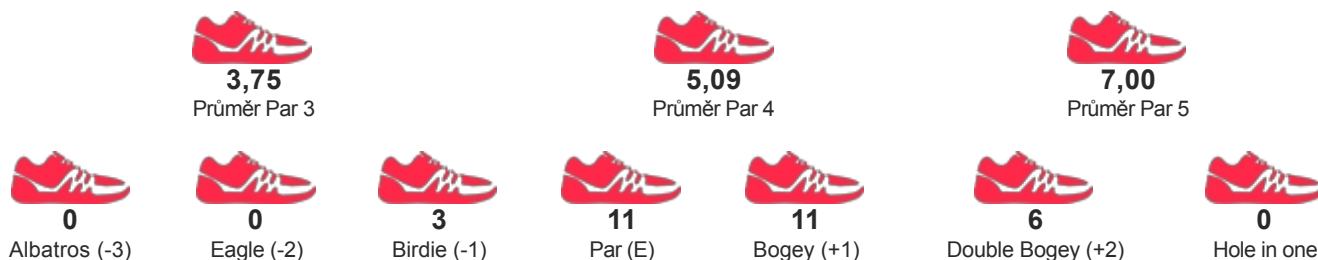 3,75 5,09 7,00
Průměr Par 3 Průměr Par 4 Průměr Par 5
0 0 3 11 11 6 0
Albatros (-3) Eagle (-2) Birdie (-1) Par (E) Bogey (+1) Double Bogey (+2) Hole in one